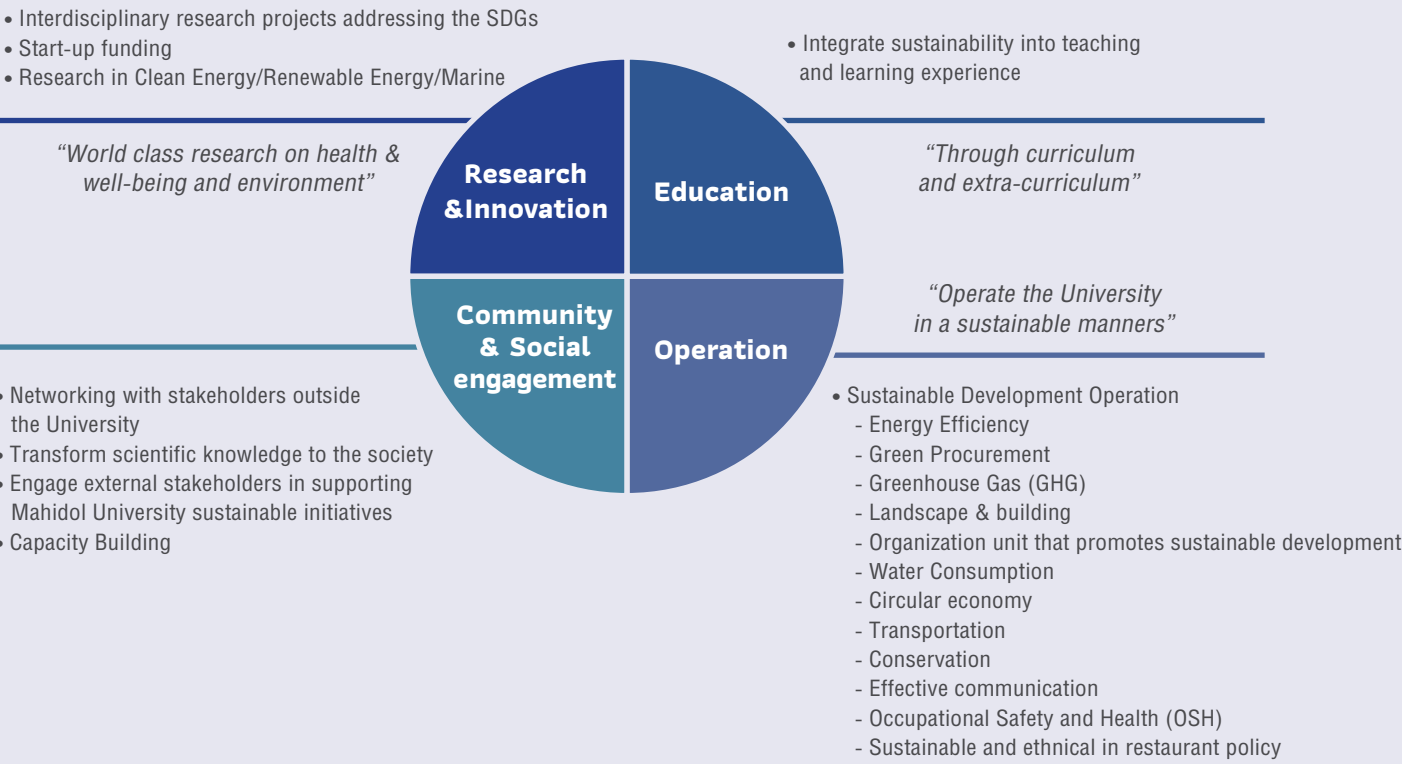 • Interdisciplinary research projects addressing the SDGs
• Start-up funding
• Research in Clean Energy/Renewable Energy/Marine
“World class research on health &
well-being and environment”
• Integrate sustainability into teaching
and learning experience
“Through curriculum
and extra-curriculum”
Research
&Innovation
Education
Community
& Social
engagement
Operation
“Operate the University
in a sustainable manners”
• Networking with stakeholders outside
the University
• Transform scientific knowledge to the society
• Engage external stakeholders in supporting
Mahidol University sustainable initiatives
• Capacity Building
• Sustainable Development Operation
- Energy Efficiency
- Green Procurement
- Greenhouse Gas (GHG)
- Landscape & building
- Organization unit that promotes sustainable development
- Water Consumption
- Circular economy
- Transportation
- Conservation
- Effective communication
- Occupational Safety and Health (OSH)
- Sustainable and ethnical in restaurant policy